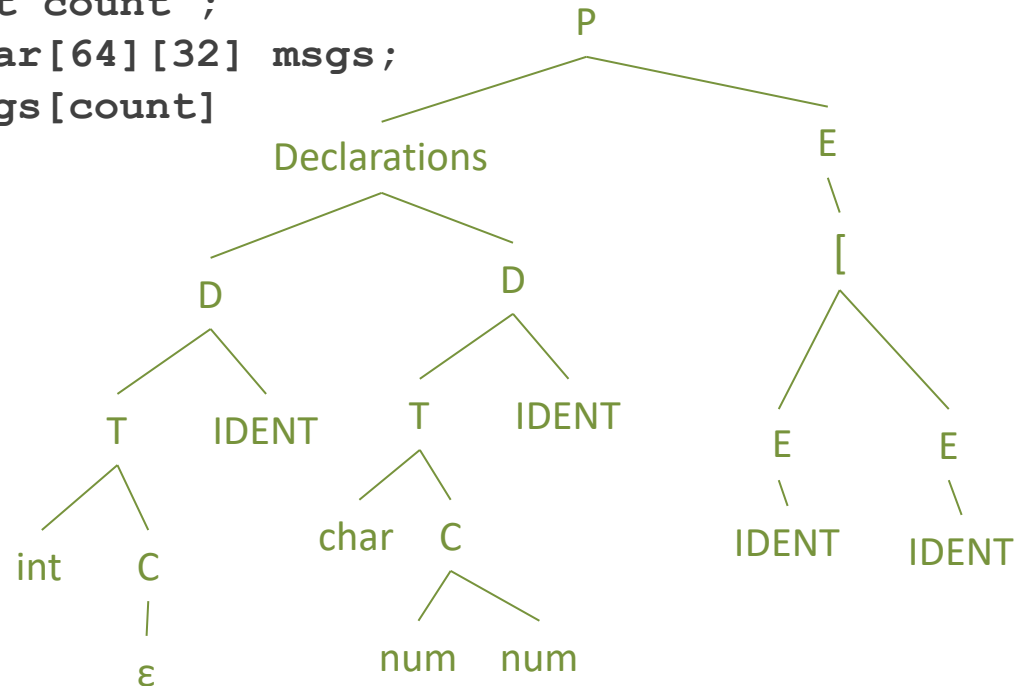 t count ;
ar[64][32] msgs;
gs[count]
P
Declarations E
[
D D
T IDENT T IDENT E E
int C char C IDENT IDENT
ε num num